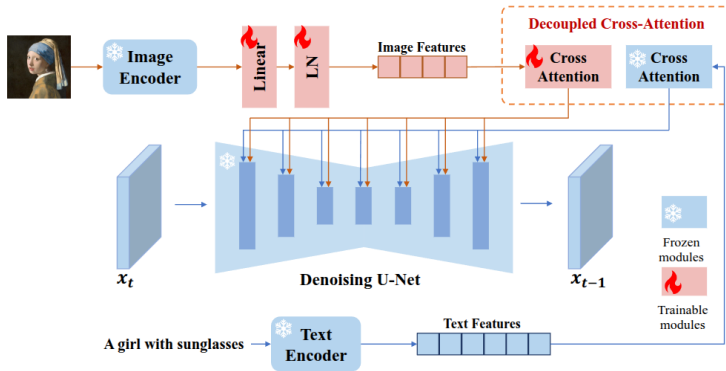 Decoupled Cross-Attention
Image
Encoder
Linear
LN
Image Features
Cross
Attention
Cross
Attention
x_t
Denoising U-Net
x_{t-1}
Frozen
modules
Trainable
modules
A girl with sunglasses
Text
Encoder
Text Features